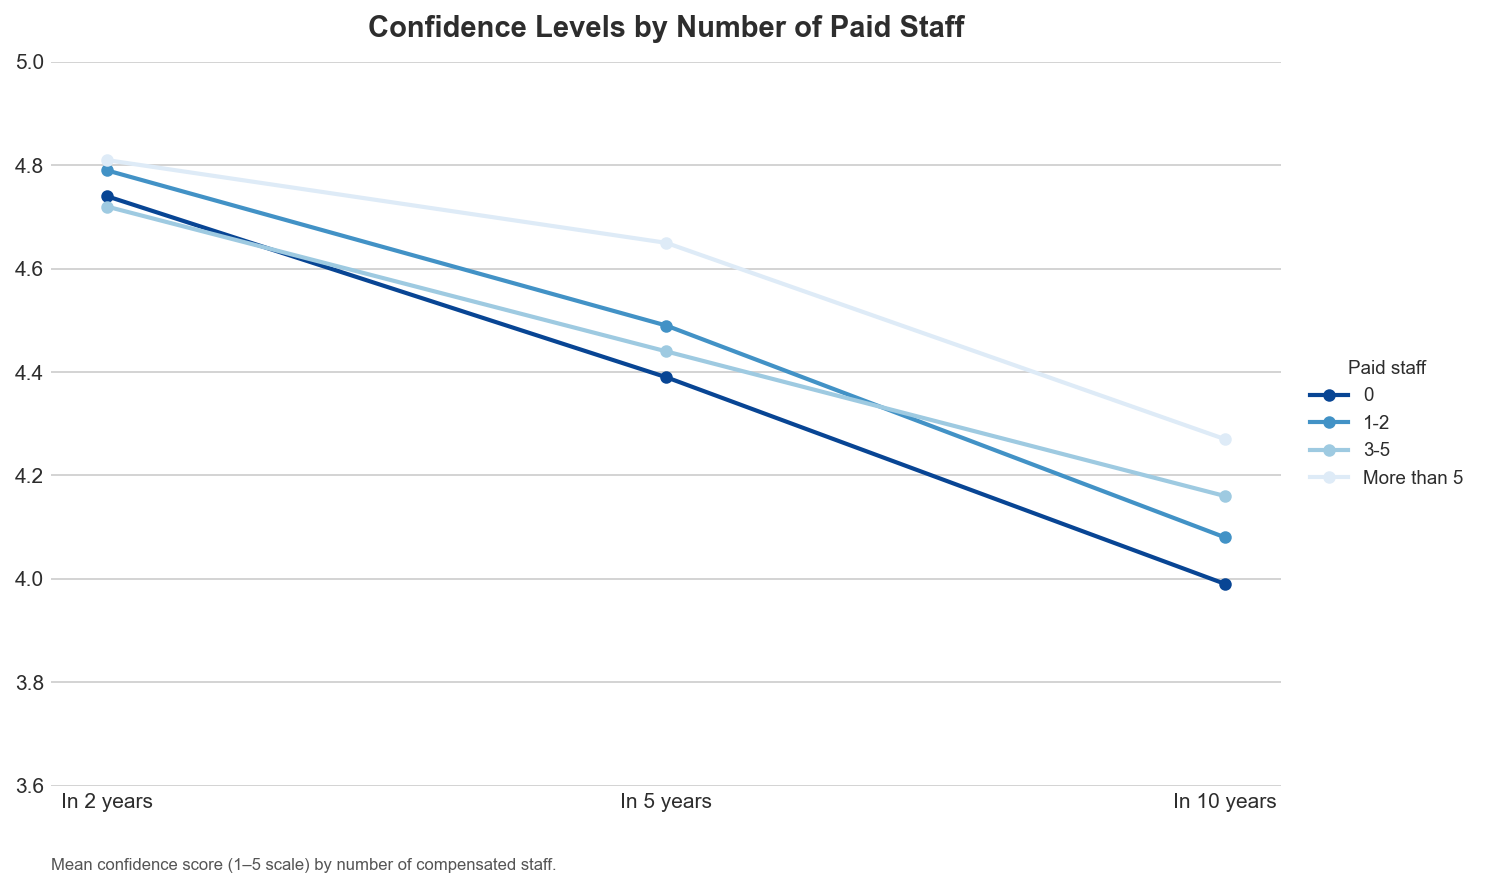 Confidence Levels by Number of Paid Staff
5.0
4.8
4.6
4.4
4.2
4.0
3.8
3.6
In 2 years
In 5 years
In 10 years
Paid staff
0
1-2
3-5
More than 5
Mean confidence score (1–5 scale) by number of compensated staff.